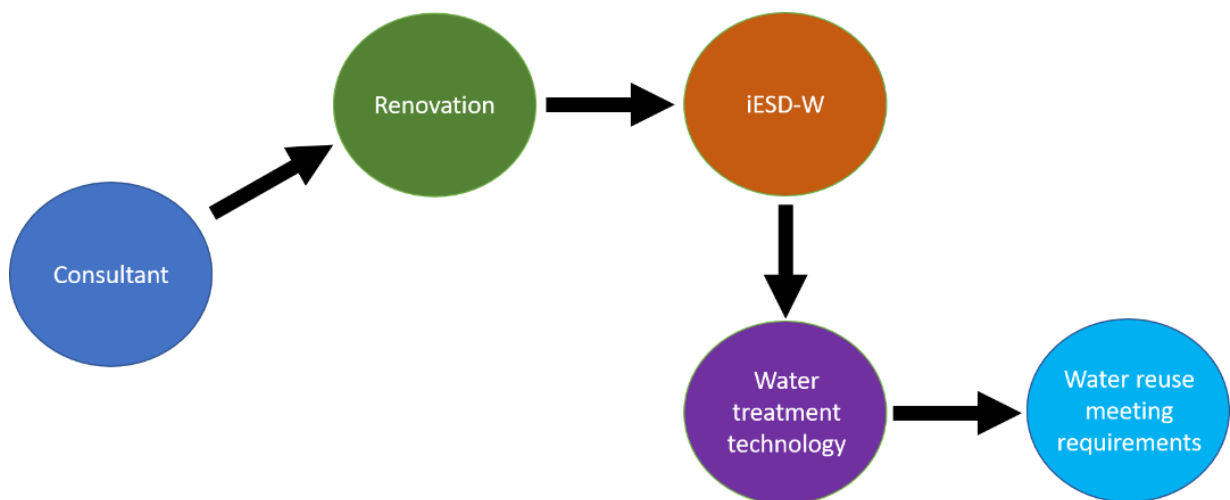 Consultant
Renovation
iESD-W
Water
treatment
technology
Water reuse
meeting
requirements